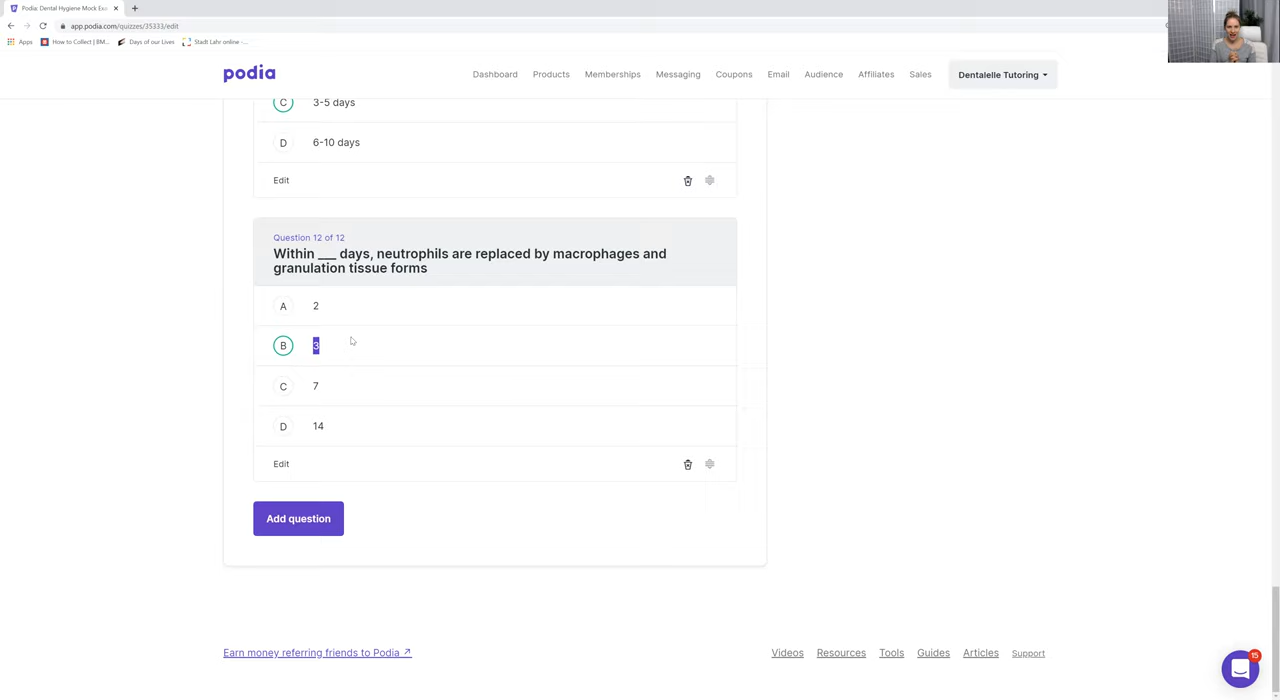 Podia: Dental Hygiene Mock Exa
app.podia.com/quizzes/35333/edit
Apps
How to Collect | BM...
Days of our Lives
Stadt Lahr online -...
podia
Dashboard
Products
Memberships
Messaging
Coupons
Email
Audience
Affiliates
Sales
Dentalelle Tutoring
C 3-5 days
D 6-10 days
Edit
Question 12 of 12
Within ___ days, neutrophils are replaced by macrophages and
granulation tissue forms
A 2
B 3
C 7
D 14
Edit
Add question
Earn money referring friends to Podia ↗
Videos
Resources
Tools
Guides
Articles
Support
15